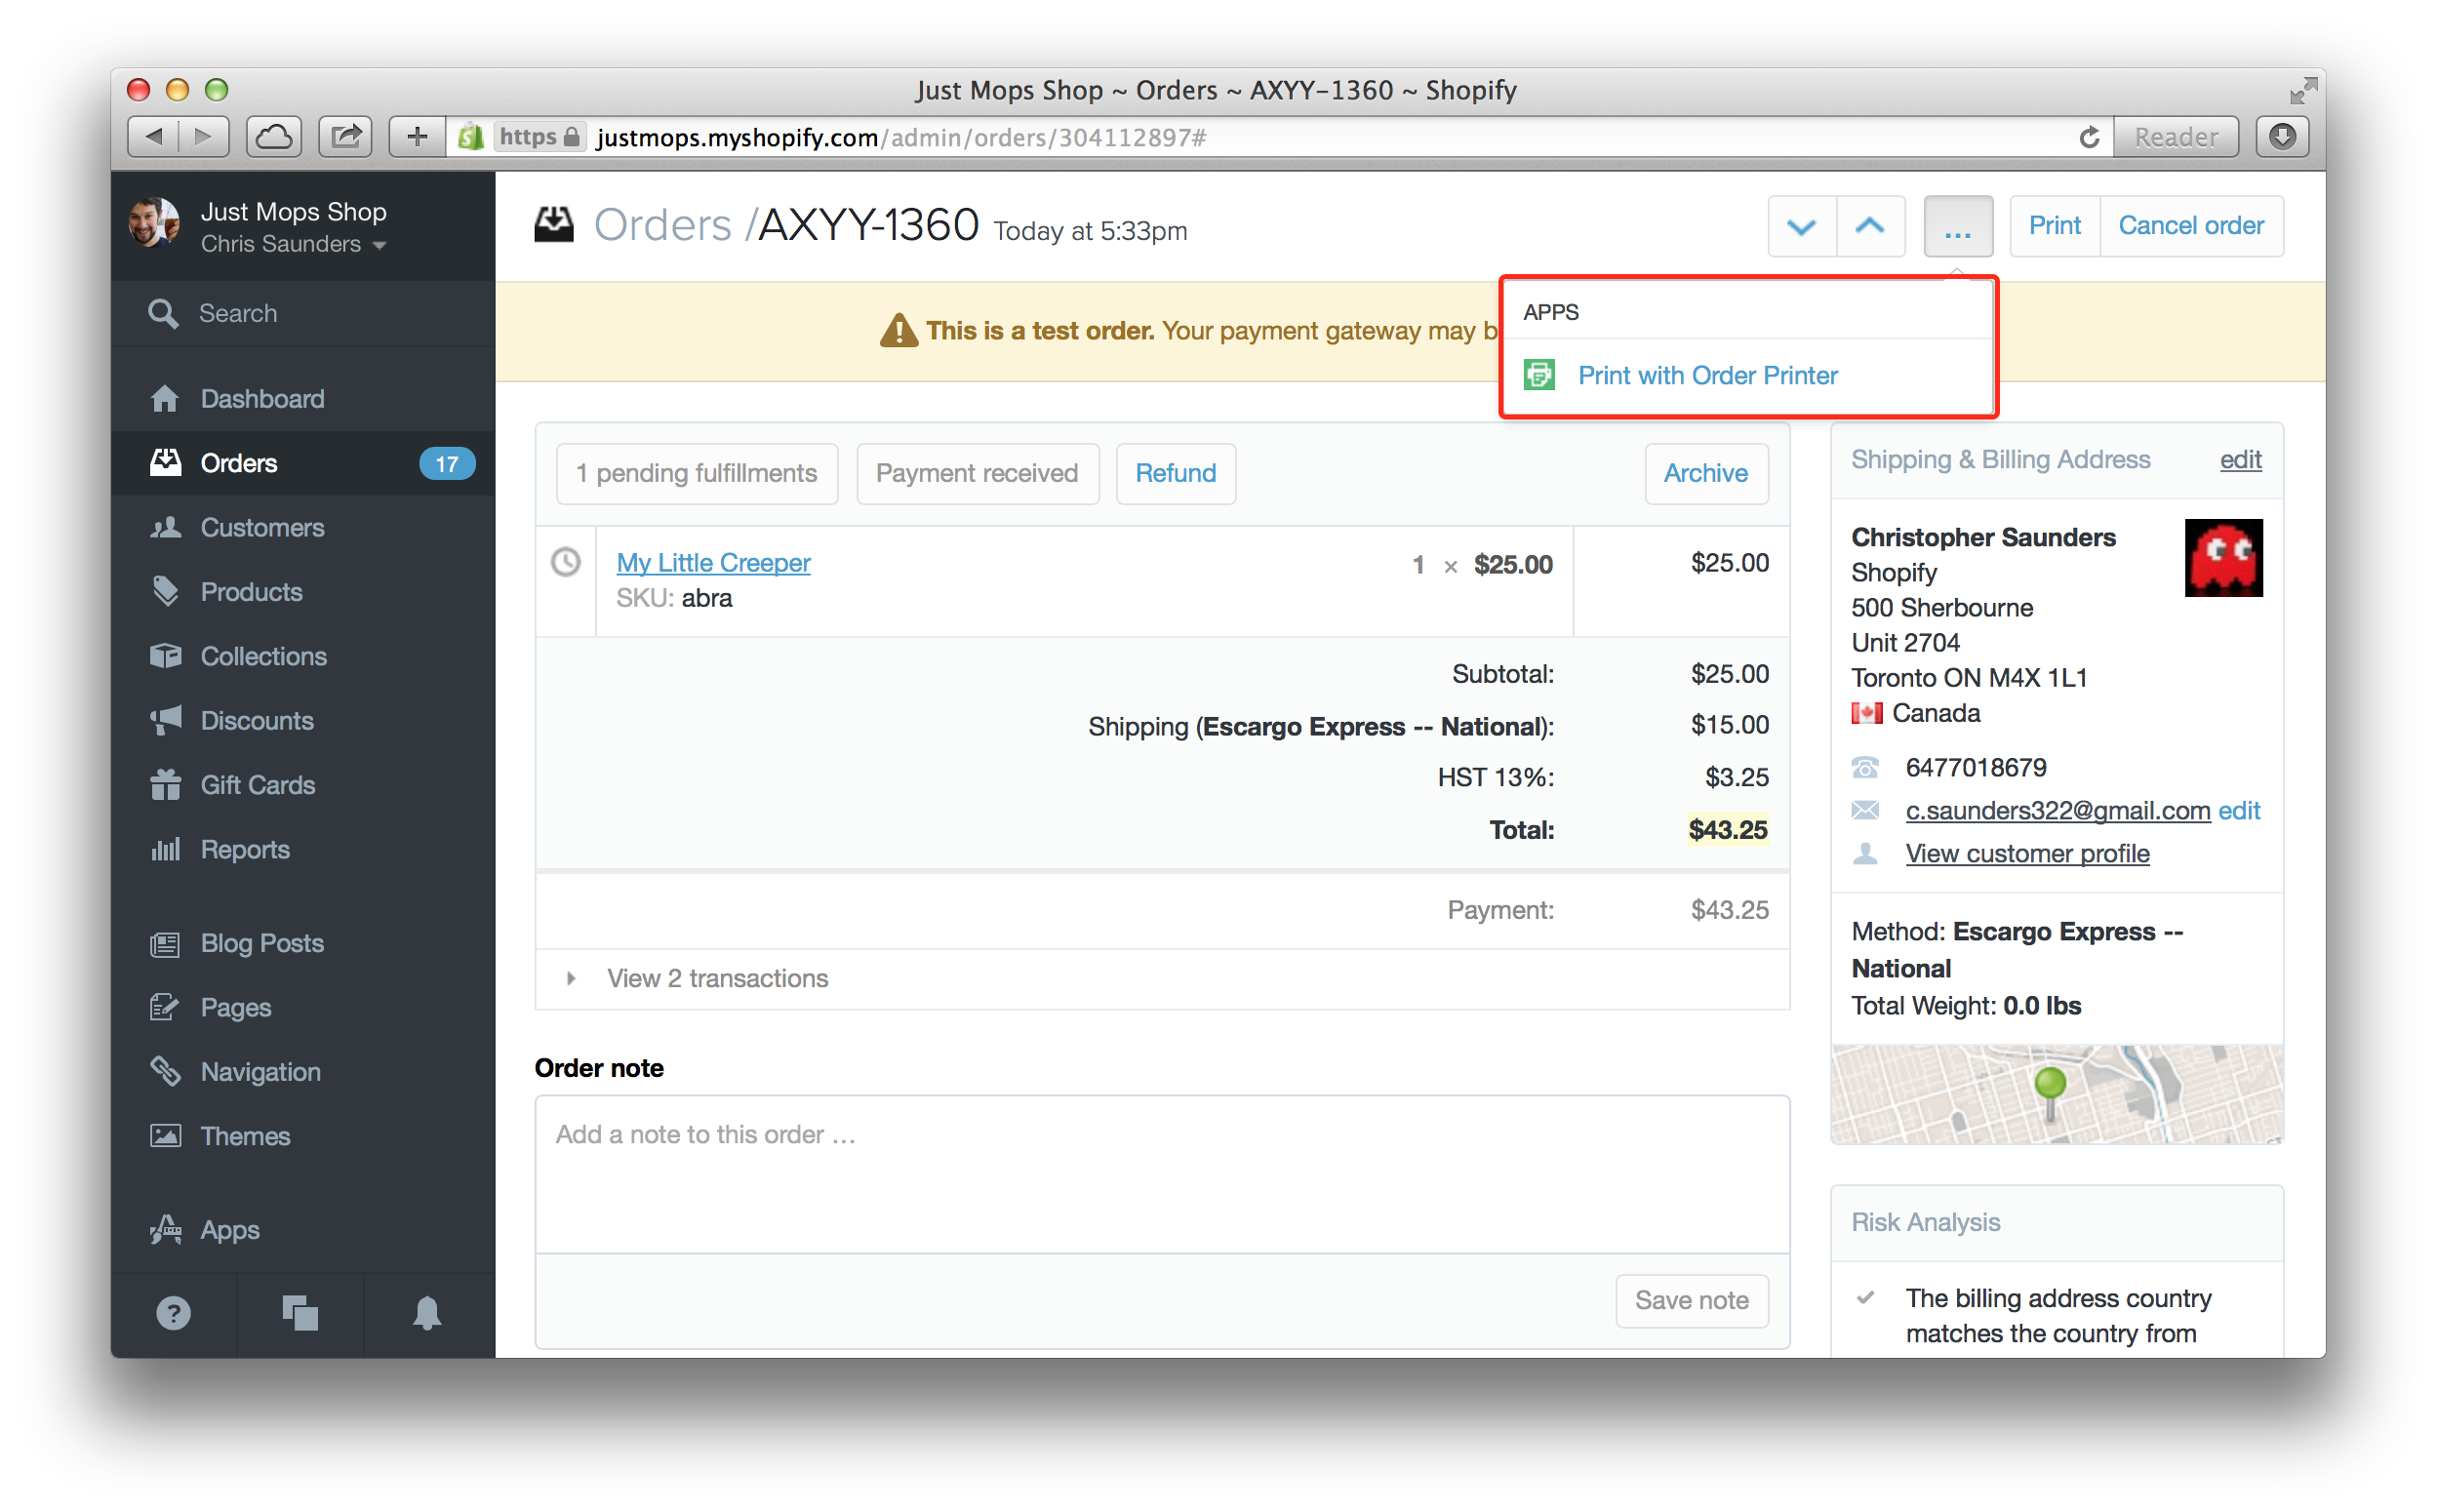 Just Mops Shop ~ Orders ~ AXYY-1360 ~ Shopify
https justmops.myshopify.com/admin/orders/304112897#
Reader
Just Mops Shop
Chris Saunders
Search
Dashboard
Orders 17
Customers
Products
Collections
Discounts
Gift Cards
Reports
Blog Posts
Pages
Navigation
Themes
Apps
?
Orders /AXYY-1360 Today at 5:33pm
... Print Cancel order
APPS
Print with Order Printer
This is a test order. Your payment gateway may b
1 pending fulfillments Payment received Refund Archive
My Little Creeper 1 × $25.00 $25.00
SKU: abra
Subtotal: $25.00
Shipping (Escargo Express -- National): $15.00
HST 13%: $3.25
Total: $43.25
Payment: $43.25
View 2 transactions
Order note
Add a note to this order …
Save note
Shipping & Billing Address edit
Christopher Saunders
Shopify
500 Sherbourne
Unit 2704
Toronto ON M4X 1L1
Canada
6477018679
c.saunders322@gmail.com edit
View customer profile
Method: Escargo Express --
National
Total Weight: 0.0 lbs
Risk Analysis
The billing address country
matches the country from